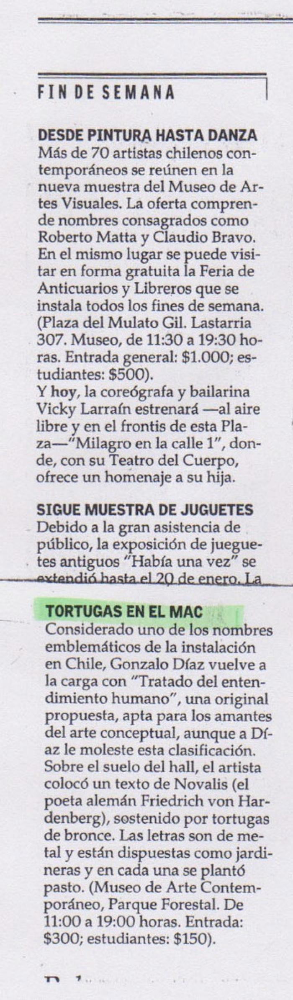 FIN DE SEMANA
DESDE PINTURA HASTA DANZA
Más de 70 artistas chilenos con-
temporáneos se reúnen en la
nueva muestra del Museo de Ar-
tes Visuales. La oferta compren-
de nombres consagrados como
Roberto Matta y Claudio Bravo.
En el mismo lugar se puede visi-
tar en forma gratuita la Feria de
Anticuarios y Libreros que se
instala todos los fines de semana.
(Plaza del Mulato Gil. Lastarria
307. Museo, de 11:30 a 19:30 ho-
ras. Entrada general: $1.000; es-
tudiantes: $500).
Y hoy, la coreógrafa y bailarina
Vicky Larraín estrenará —al aire
libre y en el frontis de esta Pla-
za—“Milagro en la calle 1”, don-
de, con su Teatro del Cuerpo,
ofrece un homenaje a su hija.
SIGUE MUESTRA DE JUGUETES
Debido a la gran asistencia de
público, la exposición de juegue-
tes antiguos “Había una vez” se
extendió hasta el 20 de enero. La
TORTUGAS EN EL MAC
Considerado uno de los nombres
emblemáticos de la instalación
en Chile, Gonzalo Díaz vuelve a
la carga con “Tratado del enten-
dimiento humano”, una original
propuesta, apta para los amantes
del arte conceptual, aunque a Dí-
az le moleste esta clasificación.
Sobre el suelo del hall, el artista
colocó un texto de Novalis (el
poeta alemán Friedrich von Har-
denberg), sostenido por tortugas
de bronce. Las letras son de me-
tal y están dispuestas como jardi-
neras y en cada una se plantó
pasto. (Museo de Arte Contem-
poráneo, Parque Forestal. De
11:00 a 19:00 horas. Entrada:
$300; estudiantes: $150).